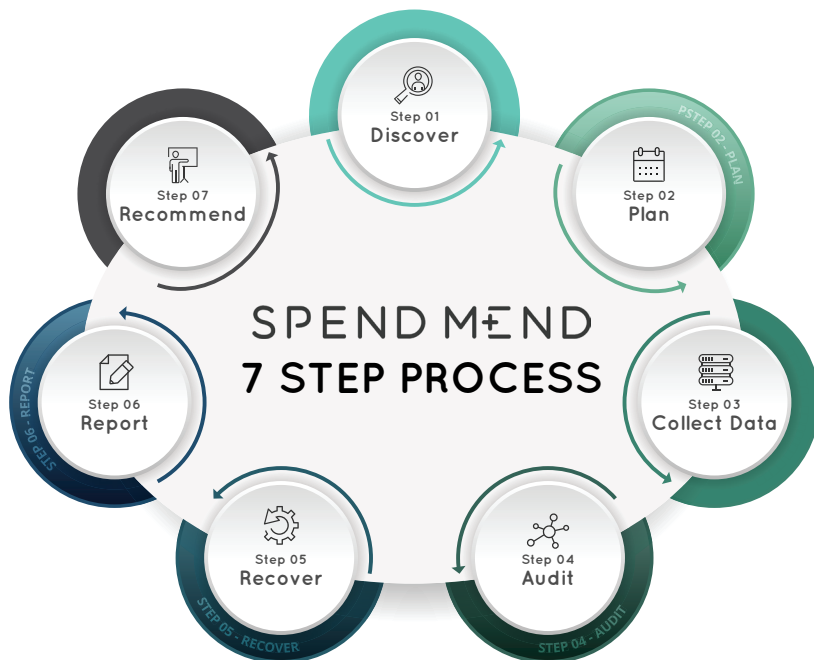 Step 01
Discover
PSTEP 02 - PLAN
Step 02
Plan
Step 03
Collect Data
Step 04
Audit
STEP 04 - AUDIT
Step 05
Recover
STEP 05 - RECOVER
Step 06
Report
STEP 06 - REPORT
Step 07
Recommend
SPEND MEND
7 STEP PROCESS